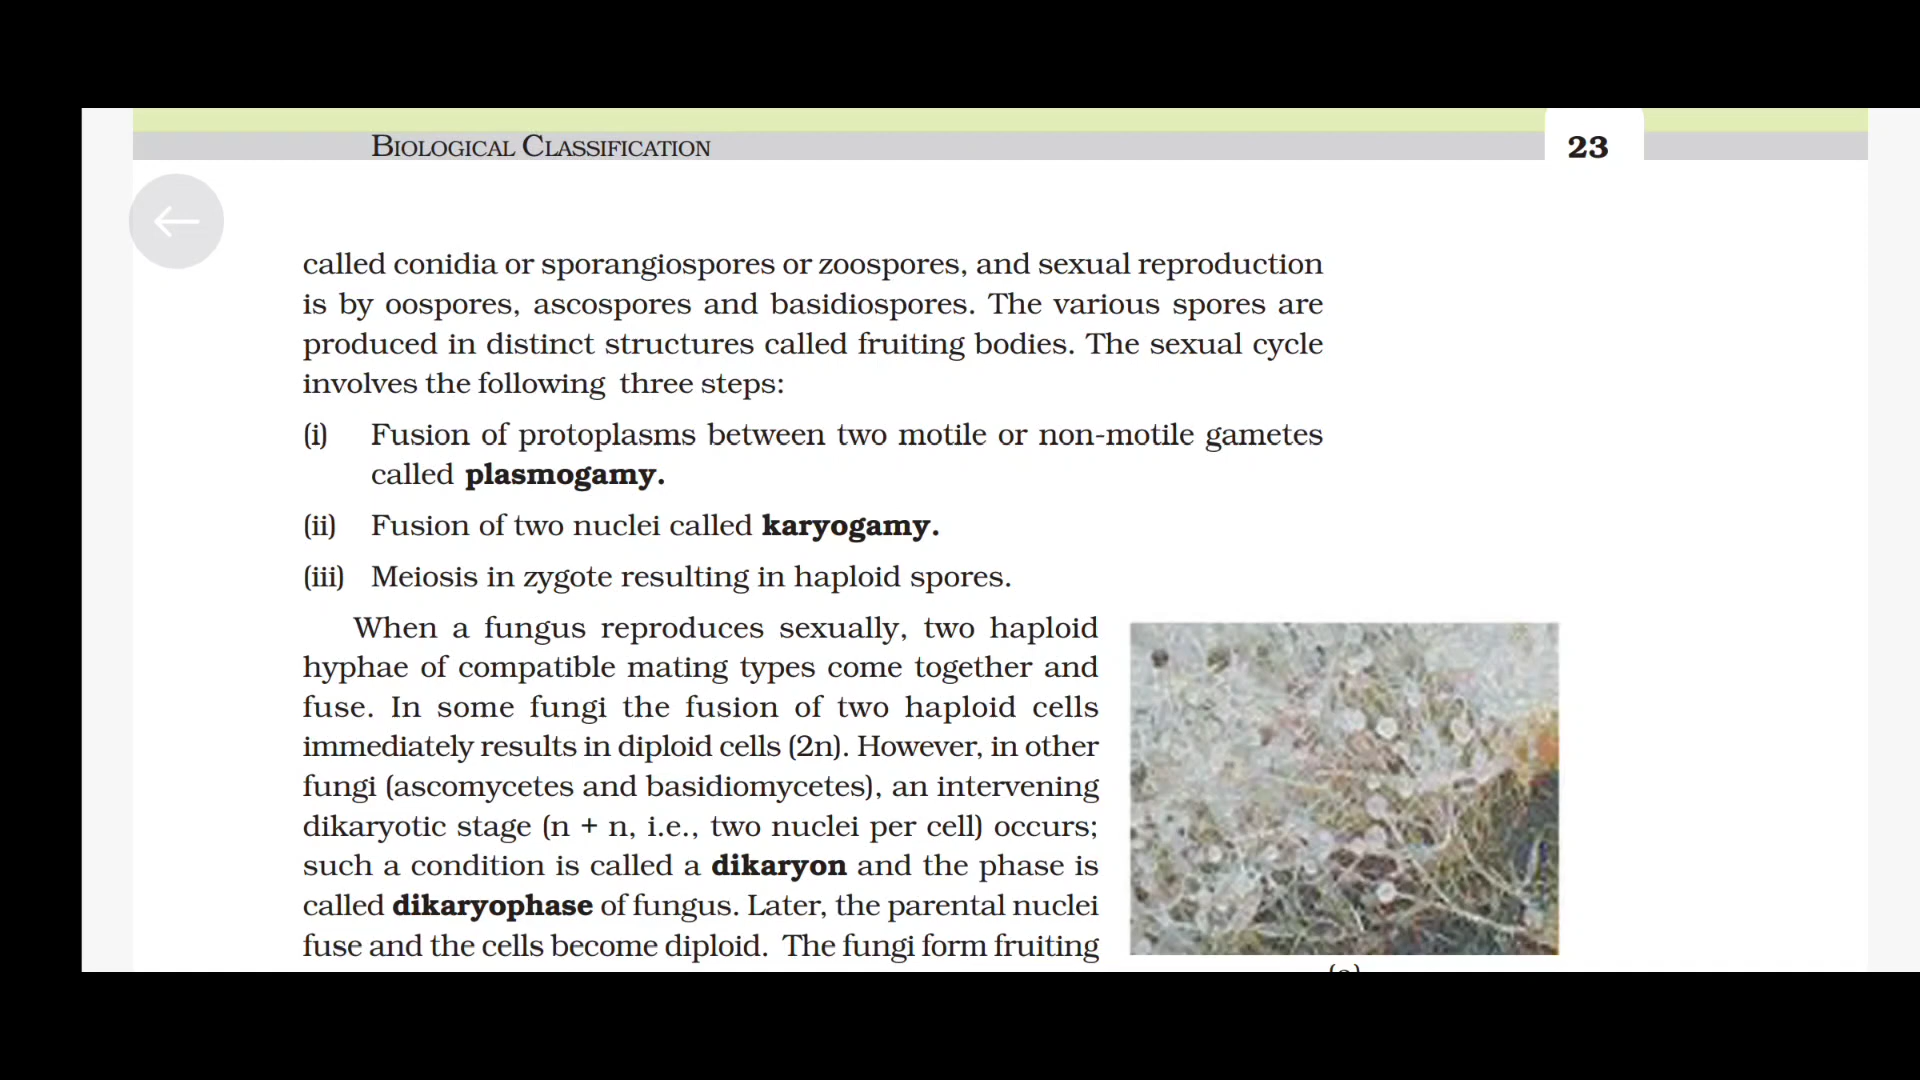 BIOLOGICAL CLASSIFICATION
23
called conidia or sporangiospores or zoospores, and sexual reproduction
is by oospores, ascospores and basidiospores. The various spores are
produced in distinct structures called fruiting bodies. The sexual cycle
involves the following three steps:
(i) Fusion of protoplasms between two motile or non-motile gametes
called plasmogamy.
(ii) Fusion of two nuclei called karyogamy.
(iii) Meiosis in zygote resulting in haploid spores.
When a fungus reproduces sexually, two haploid
hyphae of compatible mating types come together and
fuse. In some fungi the fusion of two haploid cells
immediately results in diploid cells (2n). However, in other
fungi (ascomycetes and basidiomycetes), an intervening
dikaryotic stage (n + n, i.e., two nuclei per cell) occurs;
such a condition is called a dikaryon and the phase is
called dikaryophase of fungus. Later, the parental nuclei
fuse and the cells become diploid. The fungi form fruiting